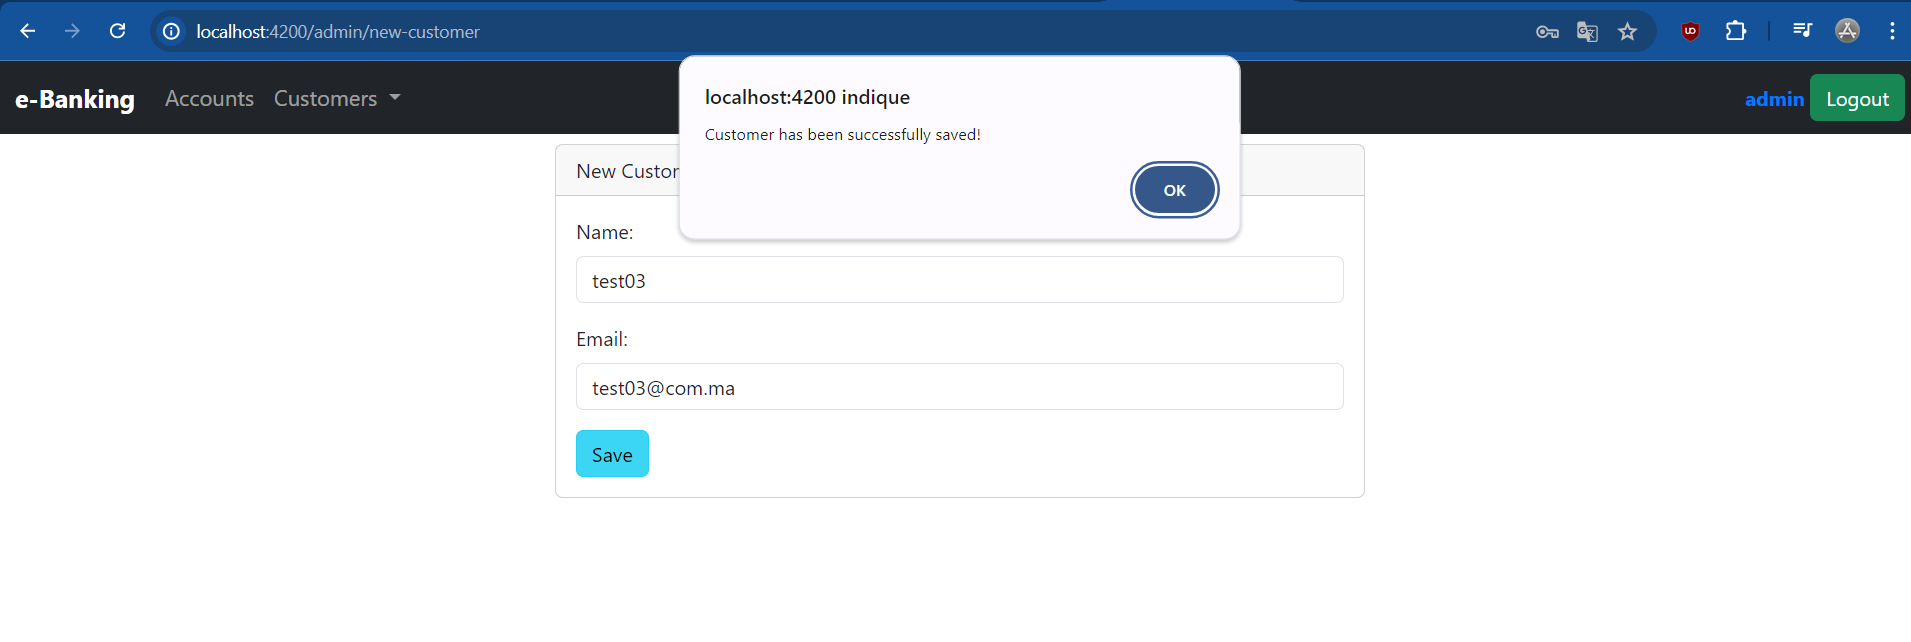 localhost:4200/admin/new-customer
e-Banking Accounts Customers admin Logout
localhost:4200 indique
Customer has been successfully saved!
OK
New Custo
Name:
test03
Email:
test03@com.ma
Save